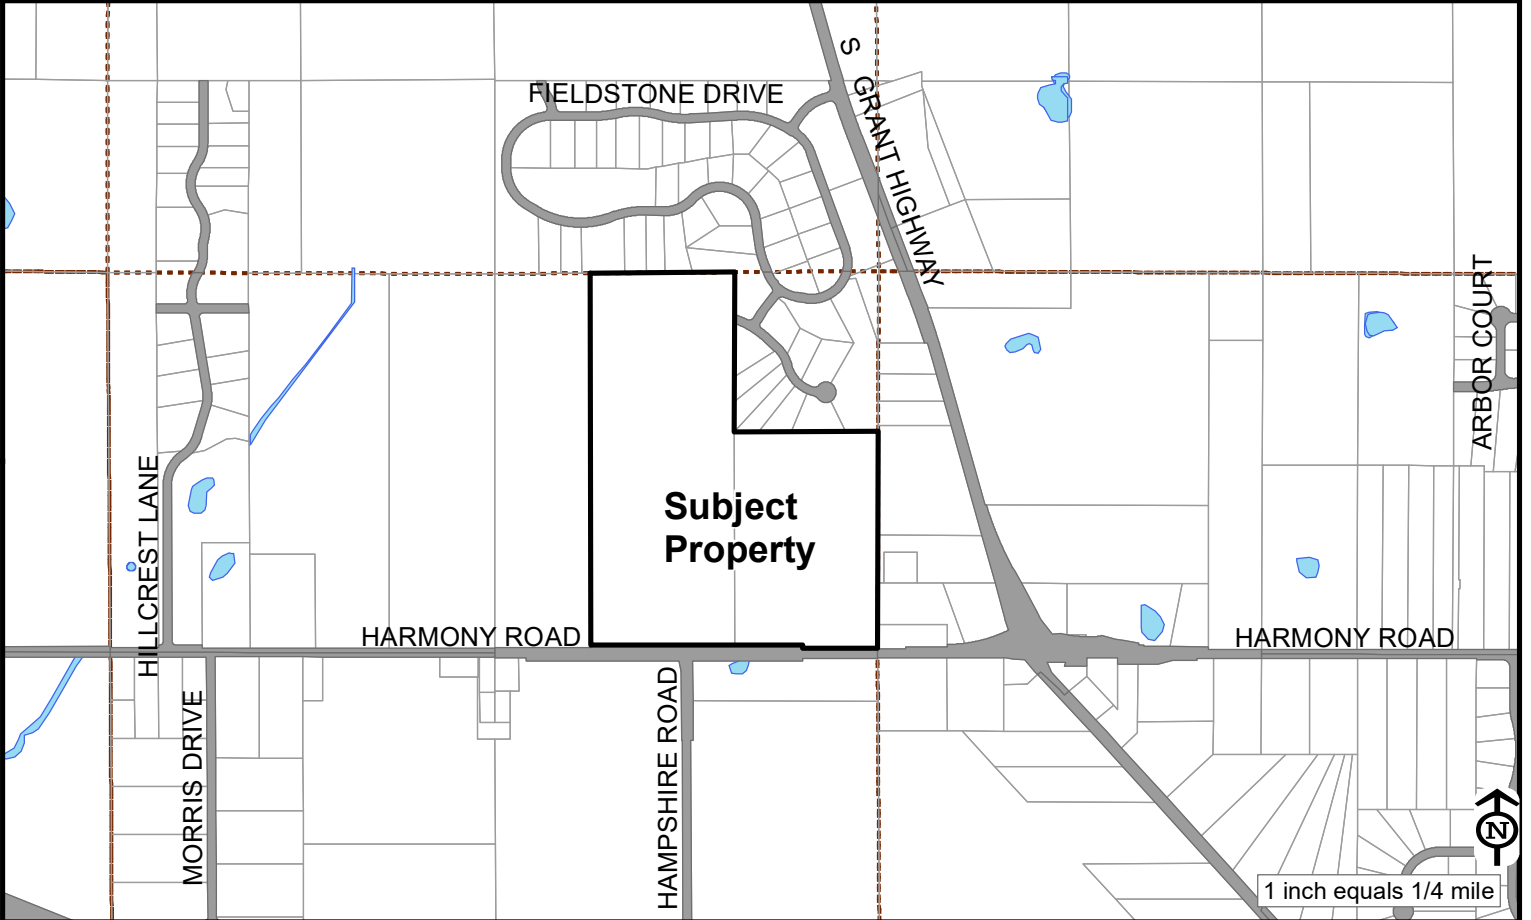 FIELDSTONE DRIVE
S GRANT HIGHWAY
ARBOR COURT
HILLCREST LANE
Subject
Property
HARMONY ROAD
HARMONY ROAD
MORRIS DRIVE
HAMPSHIRE ROAD
N
1 inch equals 1/4 mile